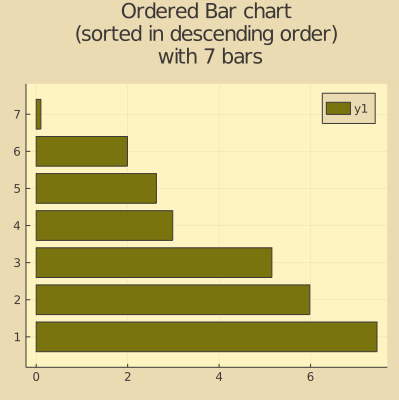 Ordered Bar chart
(sorted in descending order)
with 7 bars
y1
7
6
5
4
3
2
1
0 2 4 6